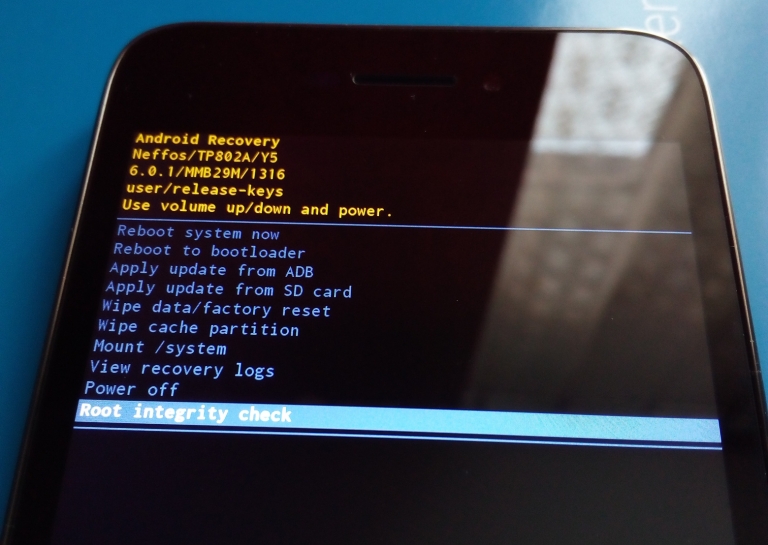 Android Recovery
Neffos/TP802A/Y5
6.0.1/MMB29M/1316
user/release-keys
Use volume up/down and power.
Reboot system now
Reboot to bootloader
Apply update from ADB
Apply update from SD card
Wipe data/factory reset
Wipe cache partition
Mount /system
View recovery logs
Power off
Root integrity check